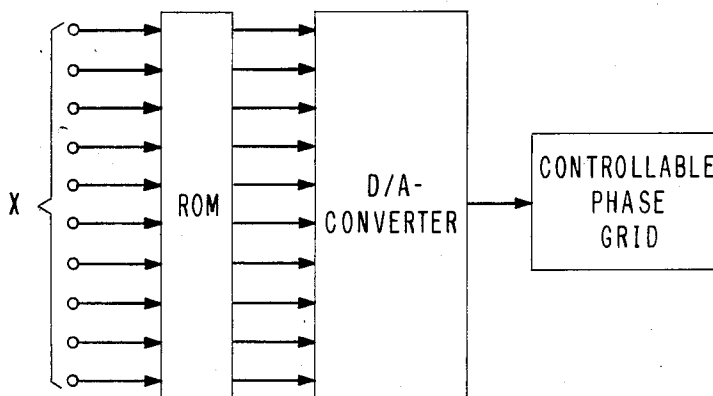 X
ROM
D/A-
CONVERTER
CONTROLLABLE
PHASE
GRID